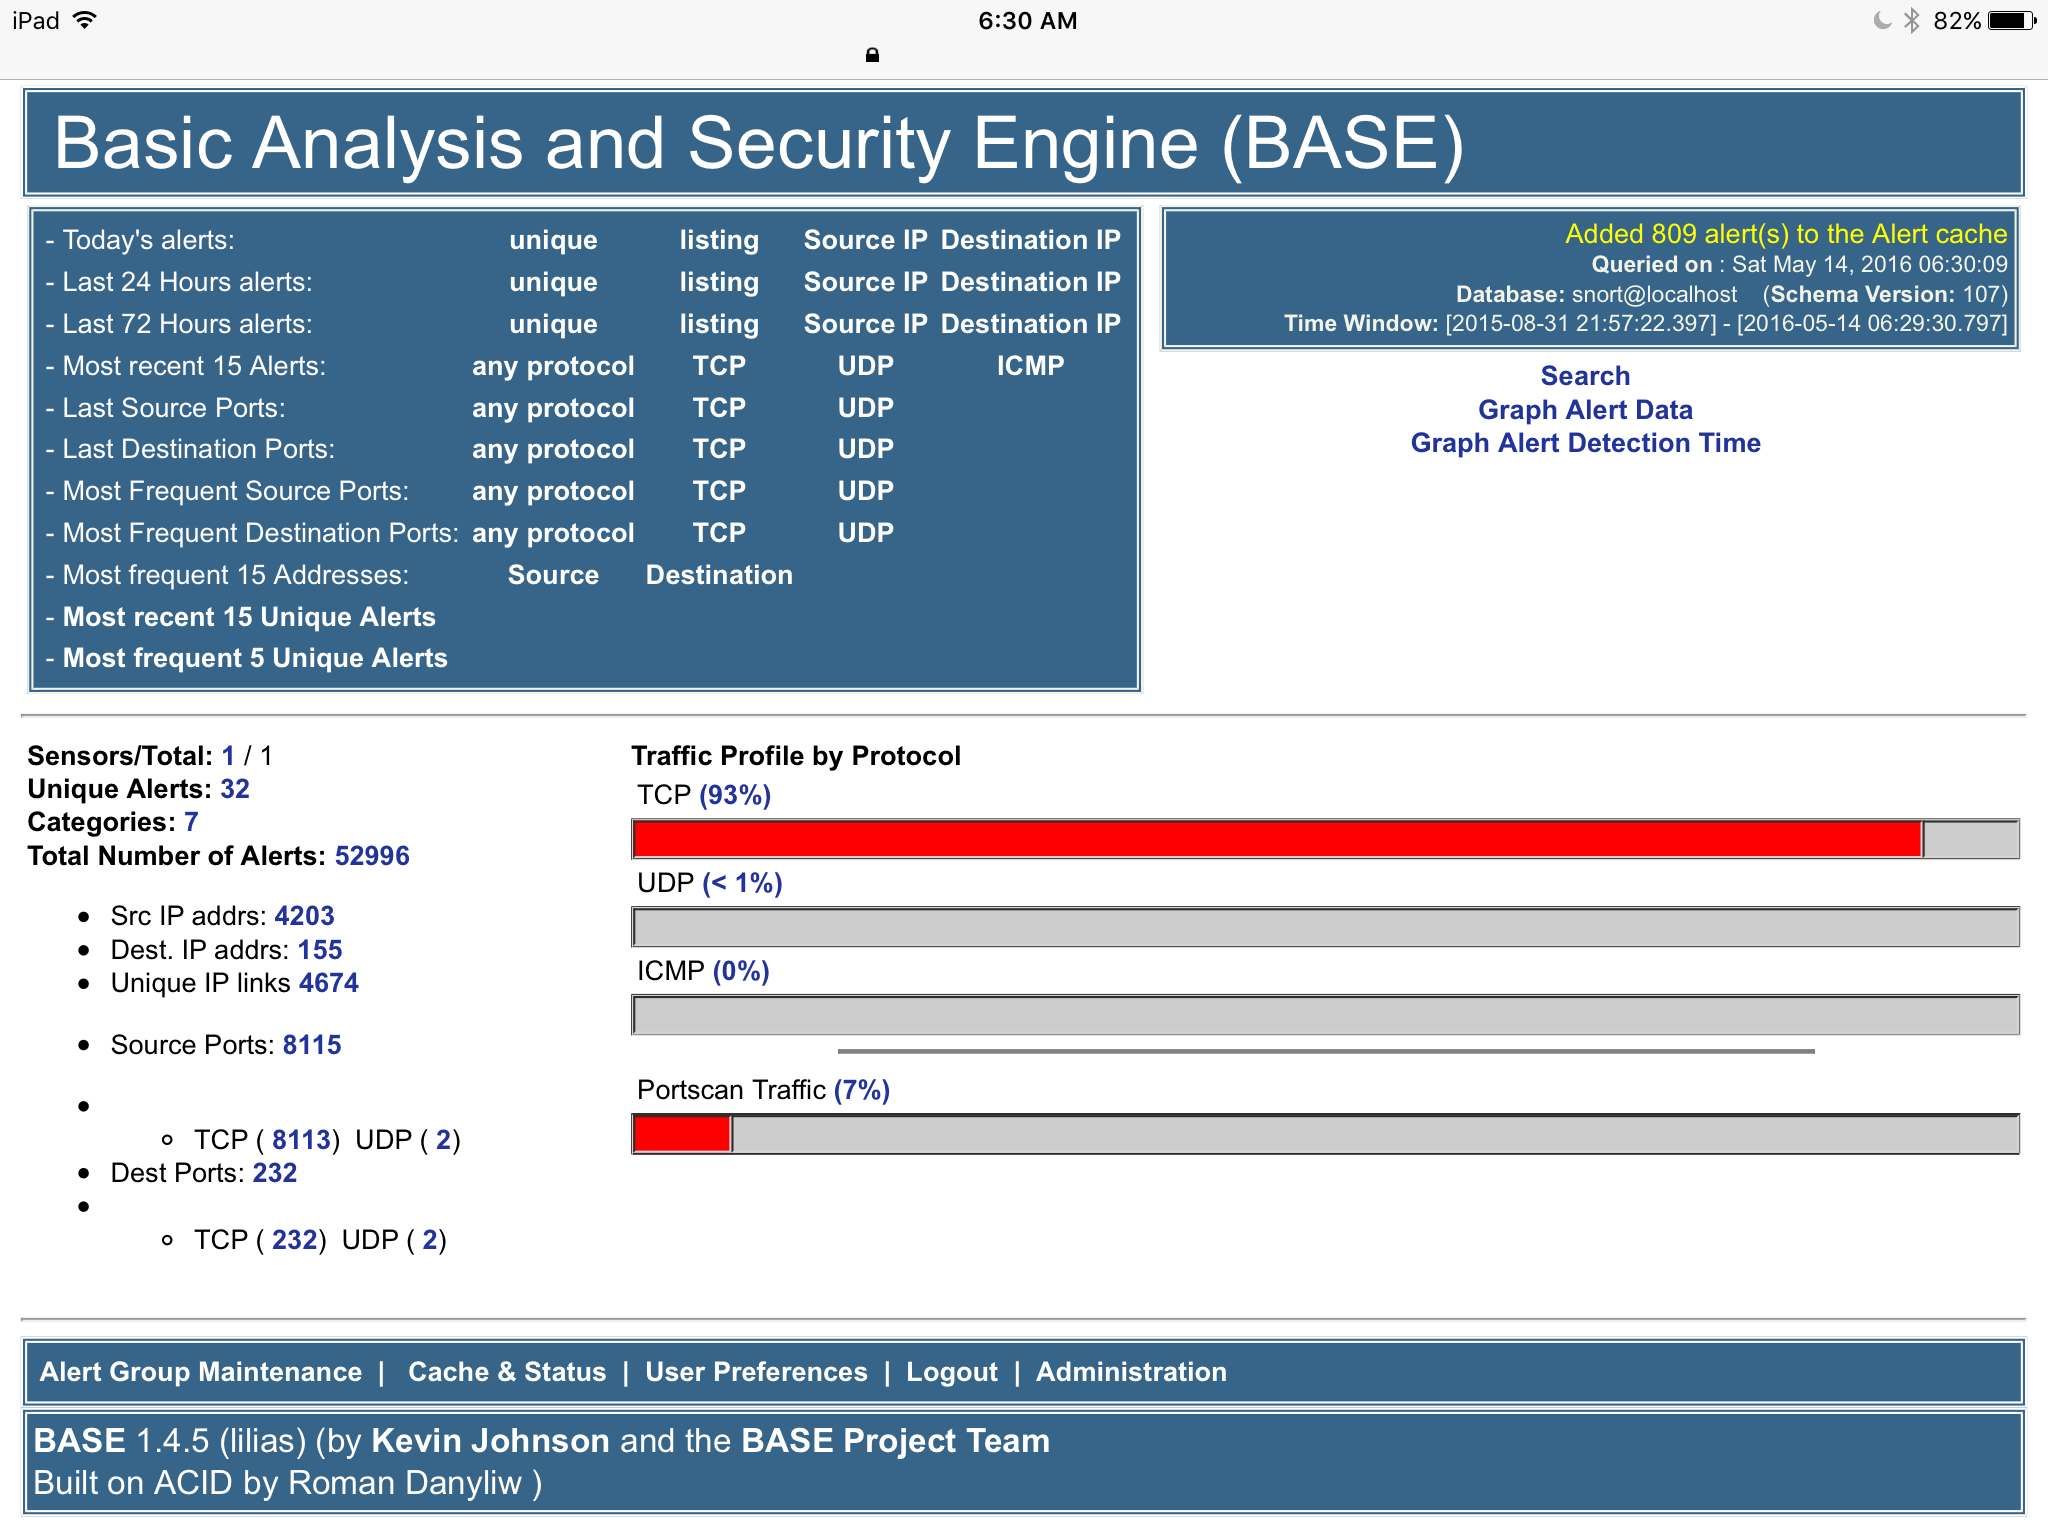 iPad 6:30 AM 82%
Basic Analysis and Security Engine (BASE)
- Today's alerts: unique listing Source IP Destination IP
- Last 24 Hours alerts: unique listing Source IP Destination IP
- Last 72 Hours alerts: unique listing Source IP Destination IP
- Most recent 15 Alerts: any protocol TCP UDP ICMP
- Last Source Ports: any protocol TCP UDP
- Last Destination Ports: any protocol TCP UDP
- Most Frequent Source Ports: any protocol TCP UDP
- Most Frequent Destination Ports: any protocol TCP UDP
- Most frequent 15 Addresses: Source Destination
- Most recent 15 Unique Alerts
- Most frequent 5 Unique Alerts
Added 809 alert(s) to the Alert cache
Queried on : Sat May 14, 2016 06:30:09
Database: snort@localhost (Schema Version: 107)
Time Window: [2015-08-31 21:57:22.397] - [2016-05-14 06:29:30.797]
Search
Graph Alert Data
Graph Alert Detection Time
Sensors/Total: 1 / 1
Unique Alerts: 32
Categories: 7
Total Number of Alerts: 52996
• Src IP addrs: 4203
• Dest. IP addrs: 155
• Unique IP links 4674
• Source Ports: 8115
•
◦ TCP ( 8113) UDP ( 2)
• Dest Ports: 232
•
◦ TCP ( 232) UDP ( 2)
Traffic Profile by Protocol
TCP (93%)
UDP (< 1%)
ICMP (0%)
Portscan Traffic (7%)
Alert Group Maintenance | Cache & Status | User Preferences | Logout | Administration
BASE 1.4.5 (lilias) (by Kevin Johnson and the BASE Project Team
Built on ACID by Roman Danyliw )